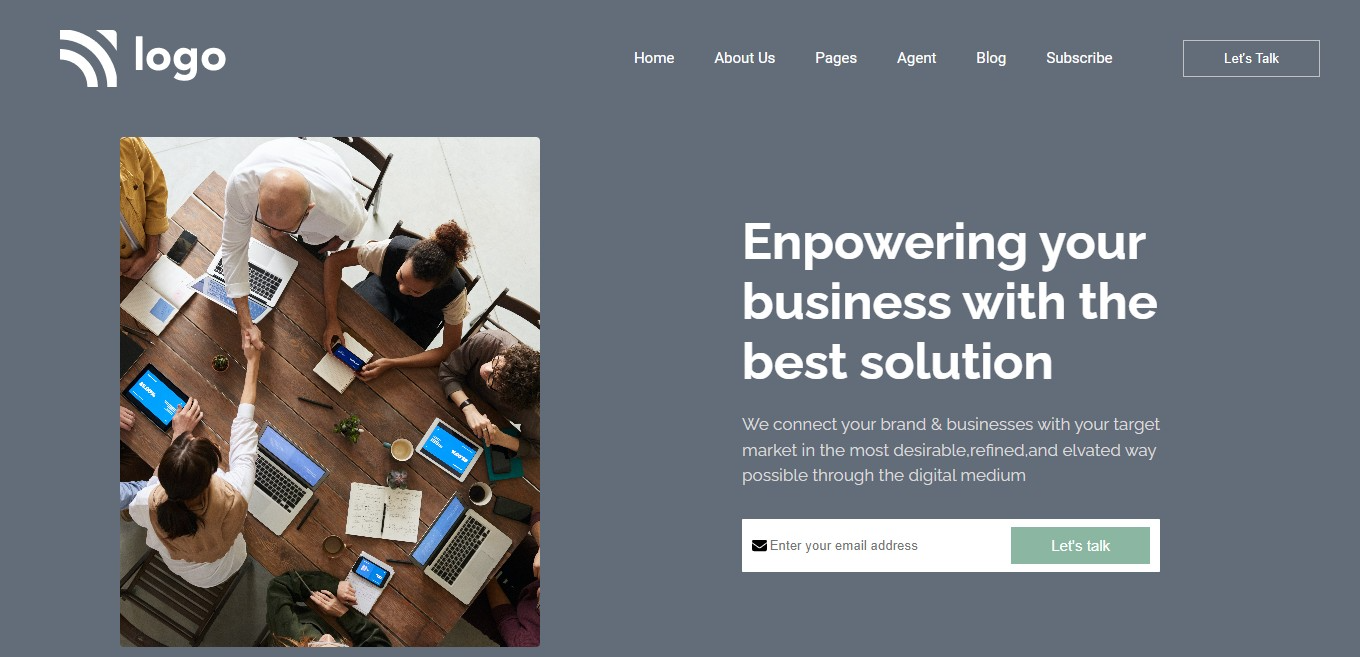 logo
Home
About Us
Pages
Agent
Blog
Subscribe
Let's Talk
Enpowering your
business with the
best solution
We connect your brand & businesses with your target
market in the most desirable,refined,and elvated way
possible through the digital medium
Enter your email address
Let's talk